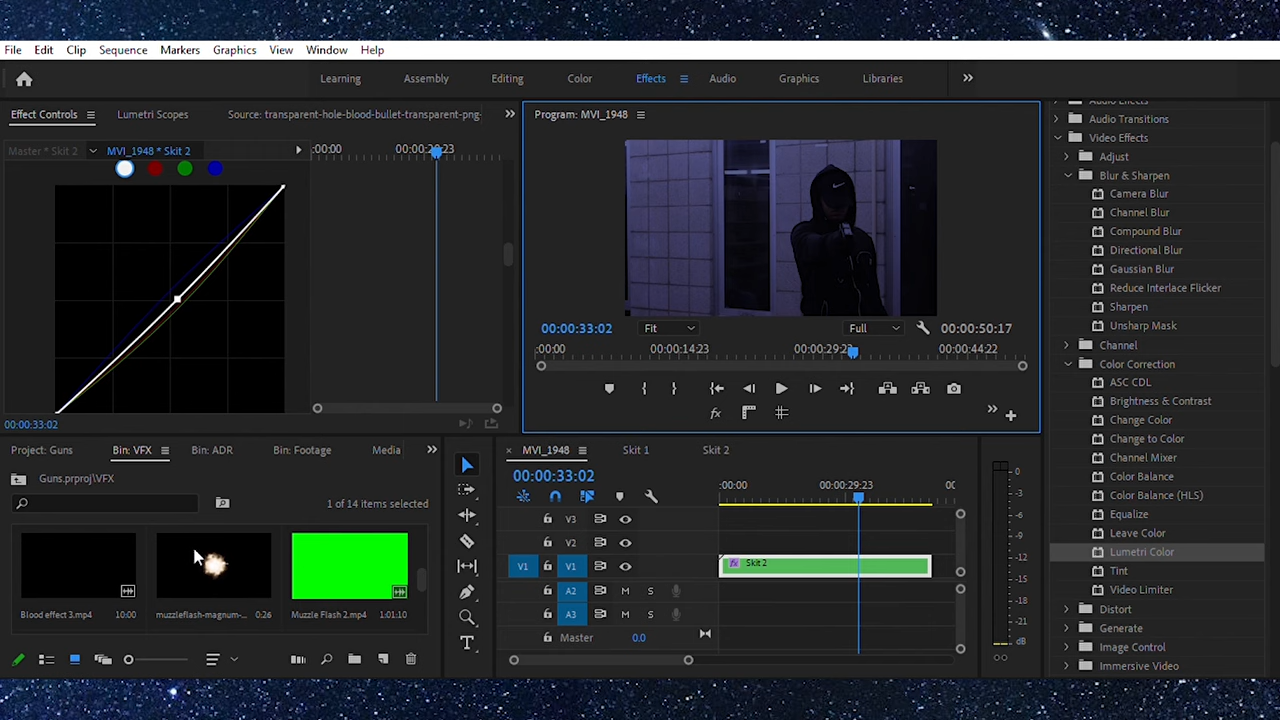 File Edit Clip Sequence Markers Graphics View Window Help
Learning Assembly Editing Color Effects Audio Graphics Libraries
Effect Controls Lumetri Scopes Source: transparent-hole-blood-bullet-transparent-png-
Master * Skit 2 MVI_1948 * Skit 2
:00:00
00:00:29:23
00:00:33:02
Program: MVI_1948
00:00:33:02 Fit Full 00:00:50:17
:00:00 00:00:14:23 00:00:29:23 00:00:44:22
Audio Effects
Audio Transitions
Video Effects
Adjust
Blur & Sharpen
Camera Blur
Channel Blur
Compound Blur
Directional Blur
Gaussian Blur
Reduce Interlace Flicker
Sharpen
Unsharp Mask
Channel
Color Correction
ASC CDL
Brightness & Contrast
Change Color
Change to Color
Channel Mixer
Color Balance
Color Balance (HLS)
Equalize
Leave Color
Lumetri Color
Tint
Video Limiter
Distort
Generate
Image Control
Immersive Video
Project: Guns Bin: VFX Bin: ADR Bin: Footage Media
Guns.prproj\VFX
1 of 14 items selected
Blood effect 3.mp4 10:00 muzzleflash-magnum-... 0:26 Muzzle Flash 2.mp4 1:01:10
× MVI_1948 Skit 1 Skit 2
00:00:33:02
:00:00 00:00:29:23 00
V3
V2
V1 V1 fx Skit 2
A2 M S
A3 M S
Master 0.0
0
-3
-6
-9
-12
-15
-18
-21
dB